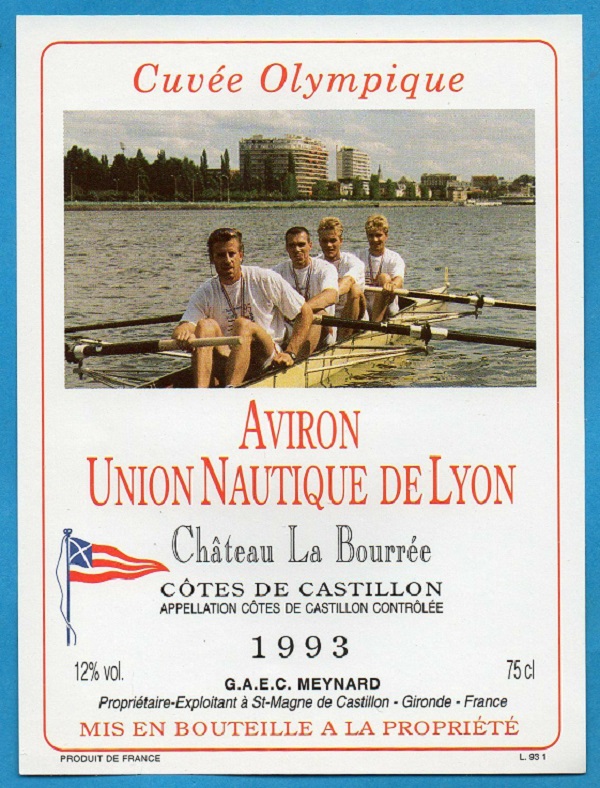 Cuvée Olympique
AVIRON
UNION NAUTIQUE DE LYON
Château La Bourrée
CÔTES DE CASTILLON
APPELLATION CÔTES DE CASTILLON CONTRÔLÉE
1993
12% vol.
75 cl
G.A.E.C. MEYNARD
Propriétaire-Exploitant à St-Magne de Castillon - Gironde - France
MIS EN BOUTEILLE A LA PROPRIÉTÉ
PRODUIT DE FRANCE
L. 93 1